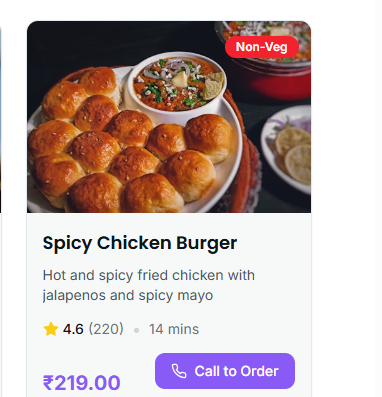 Non-Veg
Spicy Chicken Burger
Hot and spicy fried chicken with
jalapenos and spicy mayo
4.6 (220) • 14 mins
₹219.00
Call to Order